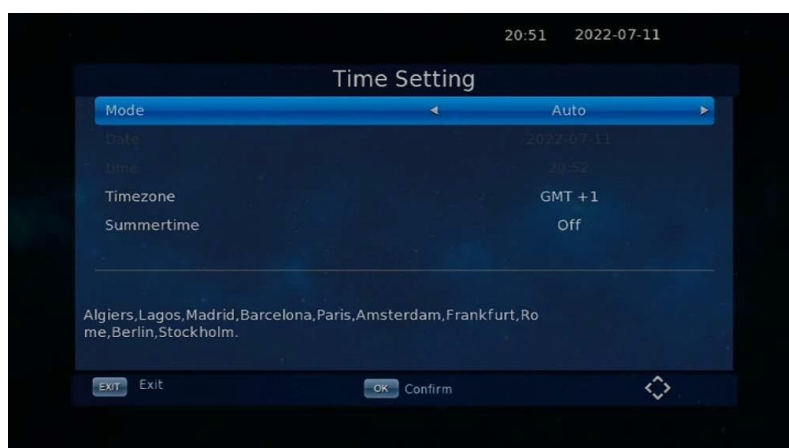 20:51 2022-07-11
Time Setting
Mode Auto
Date 2022-07-11
time 20:52
Timezone GMT +1
Summertime Off
Algiers,Lagos,Madrid,Barcelona,Paris,Amsterdam,Frankfurt,Ro
me,Berlin,Stockholm.
EXIT Exit OK Confirm